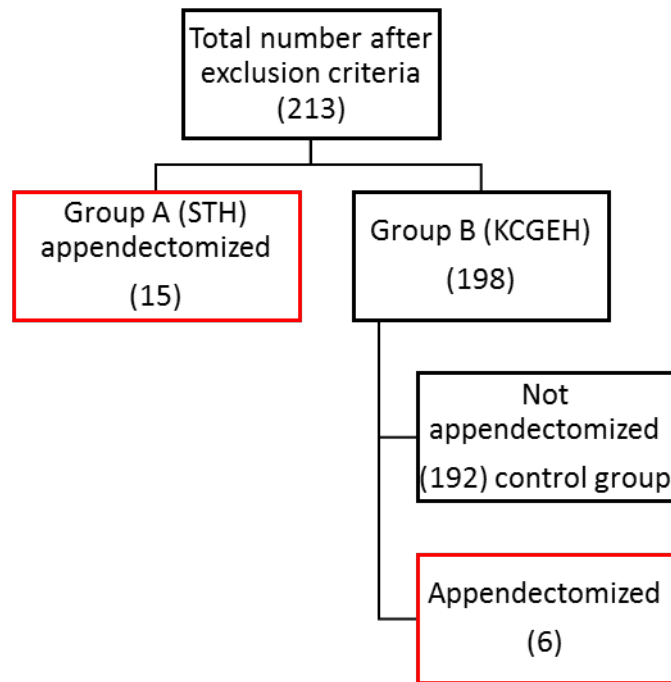 Total number after
exclusion criteria
(213)
Group A (STH)
appendectomized
(15)
Group B (KCGEH)
(198)
Not
appendectomized
(192) control group
Appendectomized
(6)